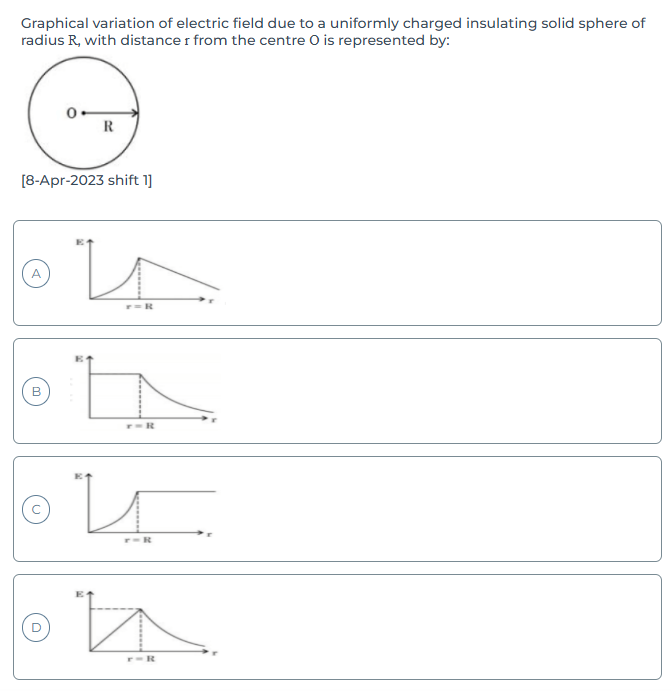 Graphical variation of electric field due to a uniformly charged insulating solid sphere of
radius R, with distance r from the centre O is represented by:
O
R
[8-Apr-2023 shift 1]
A
E
r
r = R
B
E
r
r = R
C
E
r
r = R
D
E
r
r = R